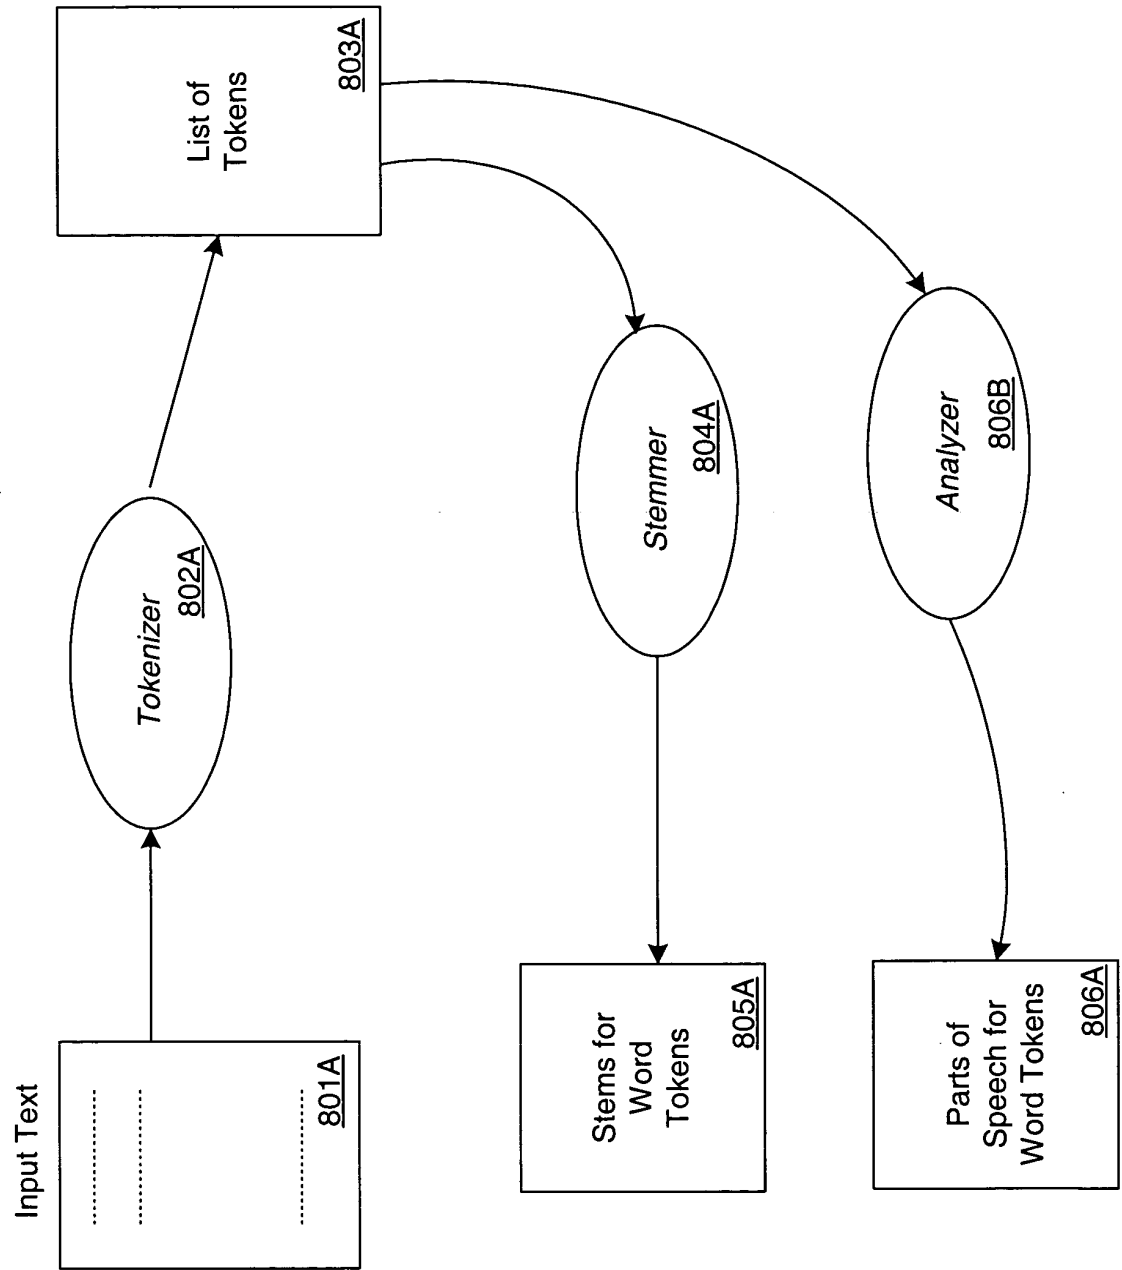 Input Text
801A
Tokenizer
802A
List of
Tokens
803A
Stems for
Word
Tokens
805A
Stemmer
804A
Parts of
Speech for
Word Tokens
806A
Analyzer
806B